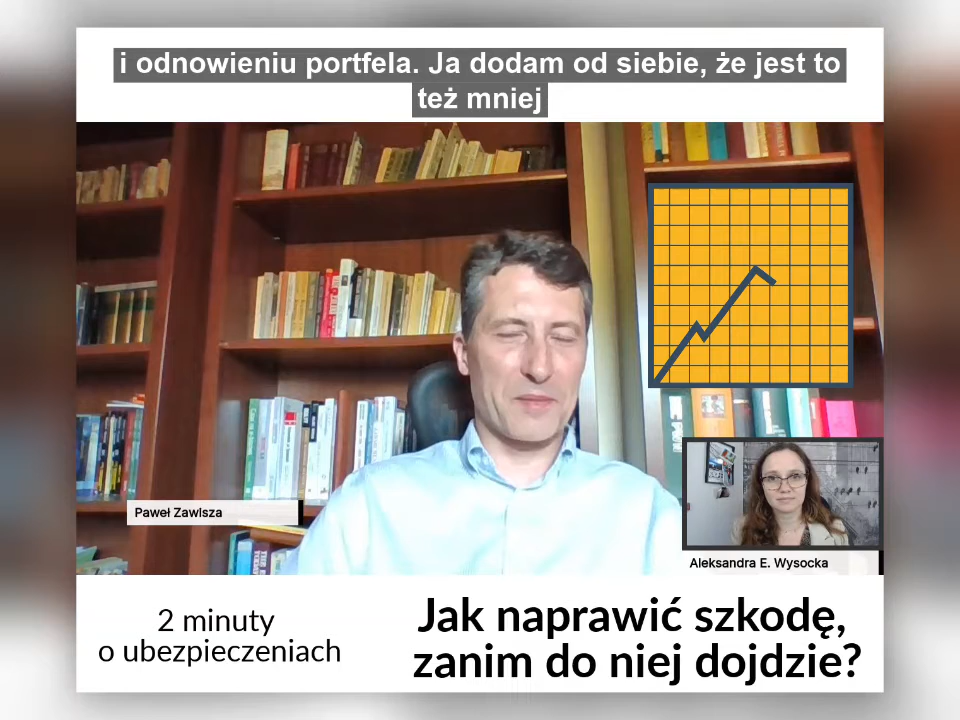 i odnowieniu portfela. Ja dodam od siebie, że jest to
też mniej
Paweł Zawisza
Aleksandra E. Wysocka
2 minuty
o ubezpieczeniach
Jak naprawić szkodę,
zanim do niej dojdzie?